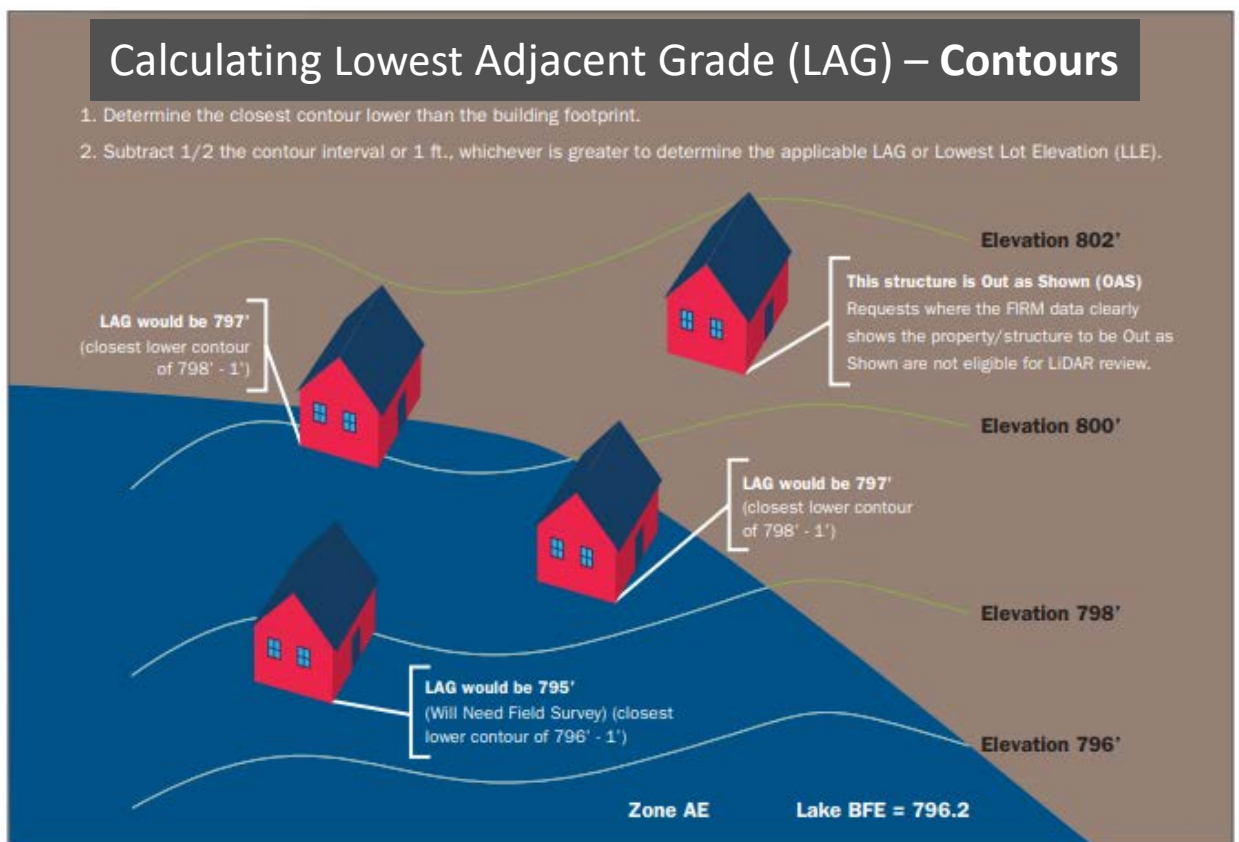 Calculating Lowest Adjacent Grade (LAG) – Contours
1. Determine the closest contour lower than the building footprint.
2. Subtract 1/2 the contour interval or 1 ft., whichever is greater to determine the applicable LAG or Lowest Lot Elevation (LLE).
Elevation 802'
This structure is Out as Shown (OAS)
Requests where the FIRM data clearly
shows the property/structure to be Out as
Shown are not eligible for LiDAR review.
LAG would be 797'
(closest lower contour
of 798' - 1')
Elevation 800'
LAG would be 797'
(closest lower contour
of 798' - 1')
Elevation 798'
LAG would be 795'
(Will Need Field Survey) (closest
lower contour of 796' - 1')
Elevation 796'
Zone AE
Lake BFE = 796.2